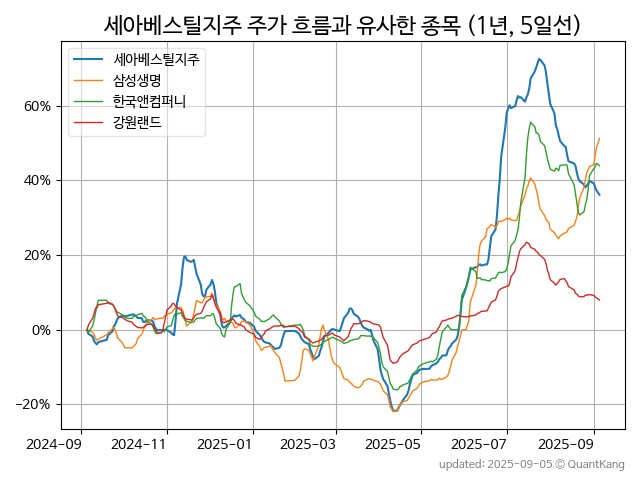 세아베스틸지주 주가 흐름과 유사한 종목 (1년, 5일선)
세아베스틸지주
삼성생명
한국앤컴퍼니
강원랜드
60%
40%
20%
0%
−20%
2024-09 2024-11 2025-01 2025-03 2025-05 2025-07 2025-09
updated: 2025-09-05 © QuantKang